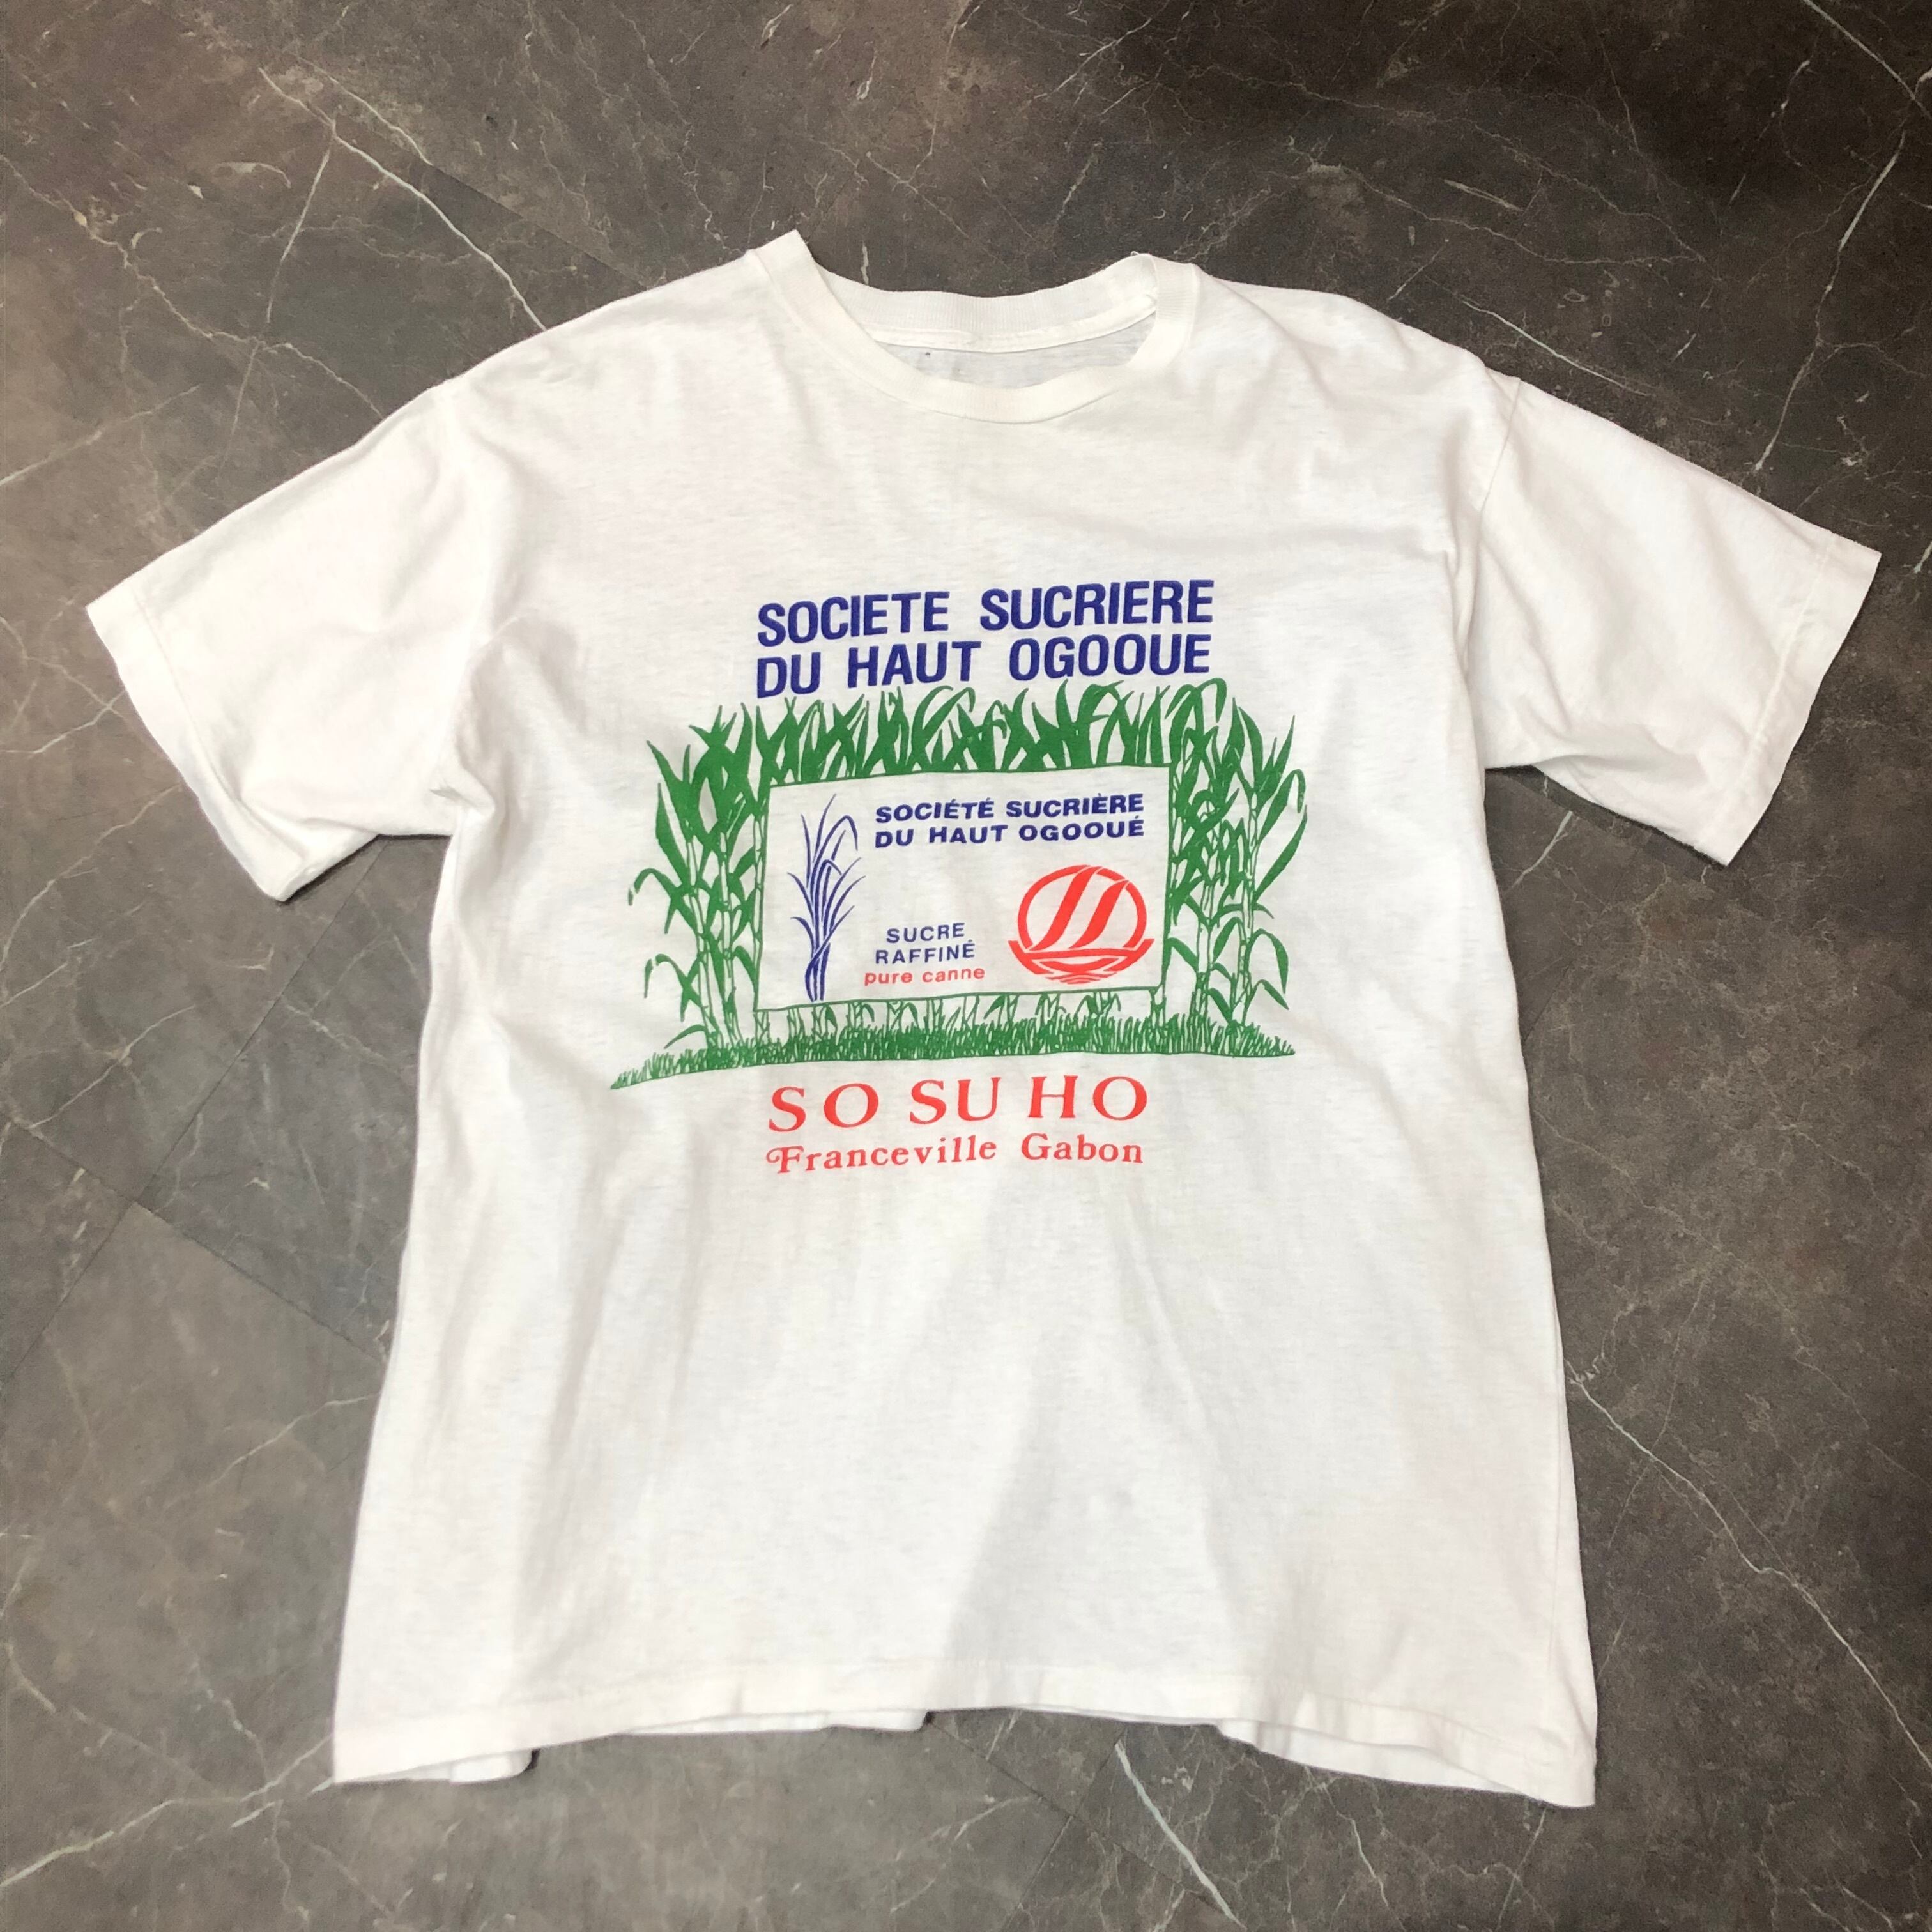 SOCIETE SUCRIERE
DU HAUT OGOOUE
SOCIÉTÉ SUCRIÈRE
DU HAUT OGOOUÉ
SUCRE
RAFFINÉ
pure canne
SO SU HO
Franceville Gabon